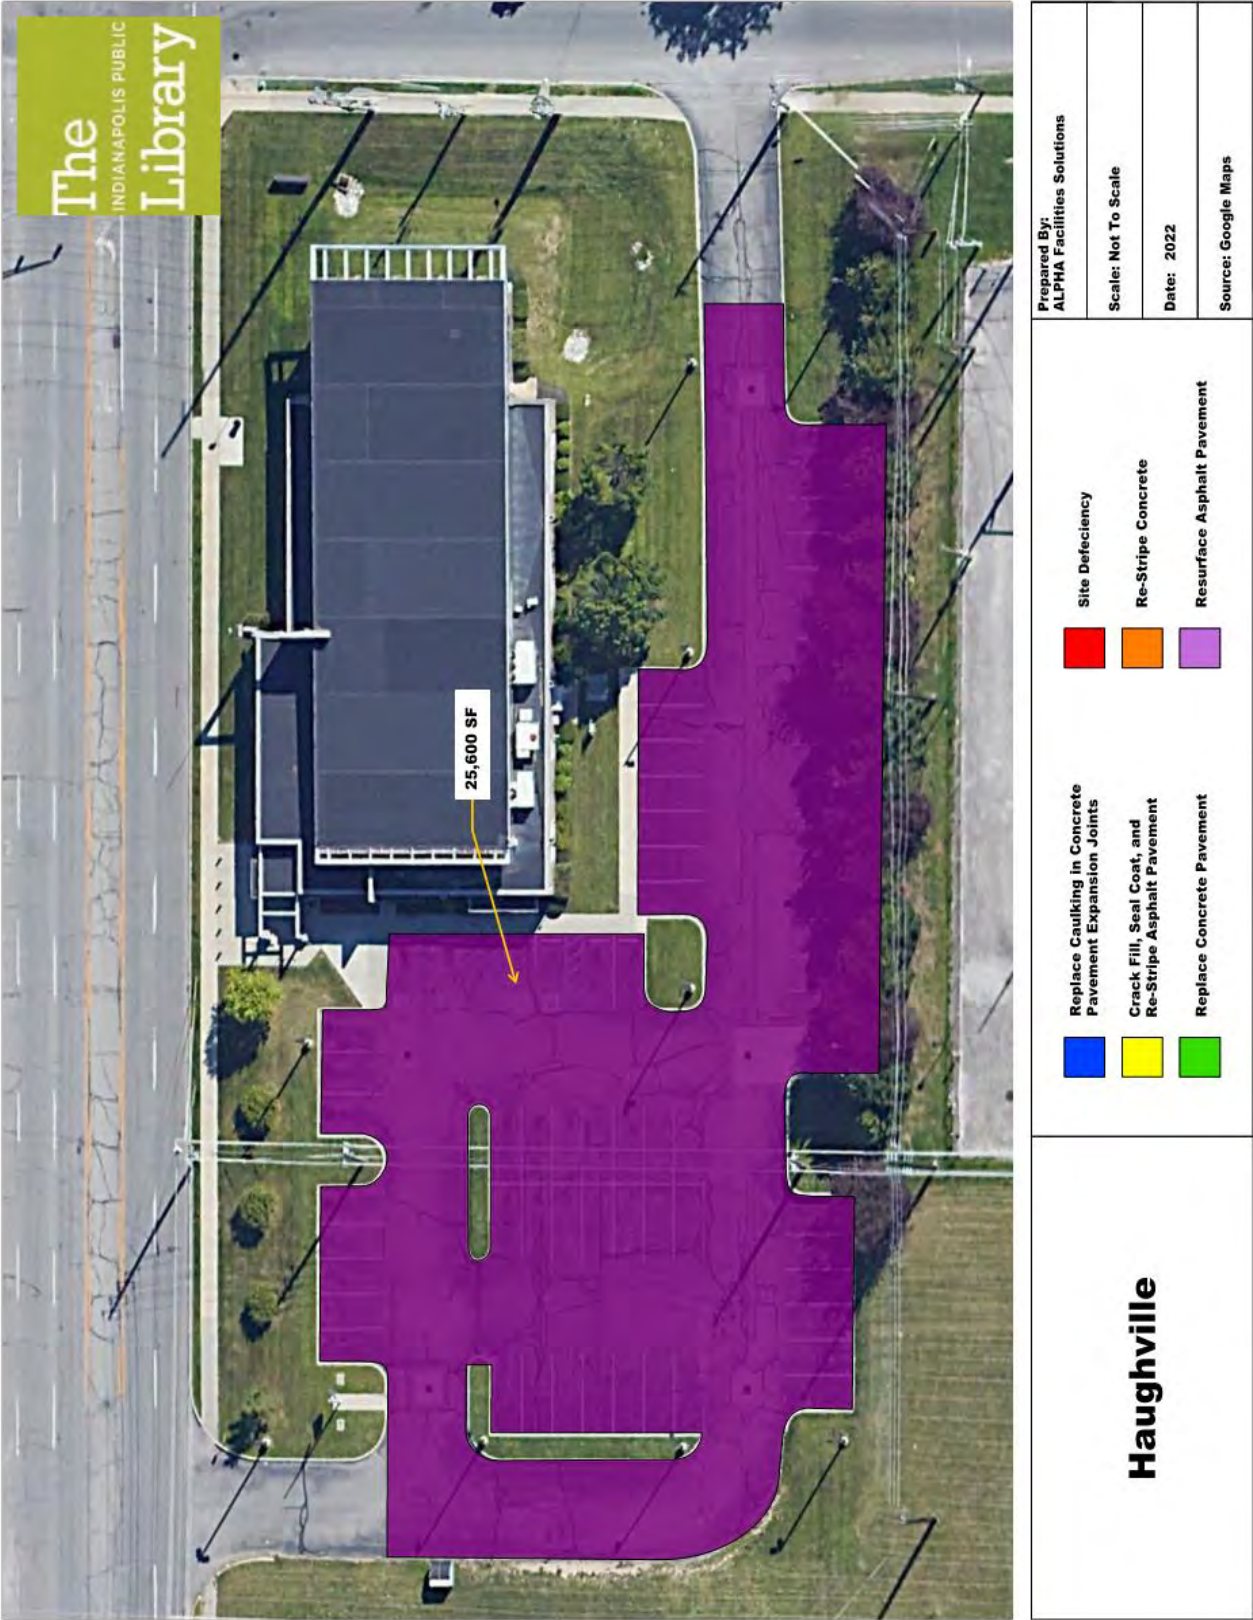 The
INDIANAPOLIS PUBLIC
Library
25,600 SF
Haughville
Replace Caulking in Concrete
Pavement Expansion Joints
Crack Fill, Seal Coat, and
Re-Stripe Asphalt Pavement
Replace Concrete Pavement
Site Defeciency
Re-Stripe Concrete
Resurface Asphalt Pavement
Prepared By:
ALPHA Facilities Solutions
Scale: Not To Scale
Date: 2022
Source: Google Maps